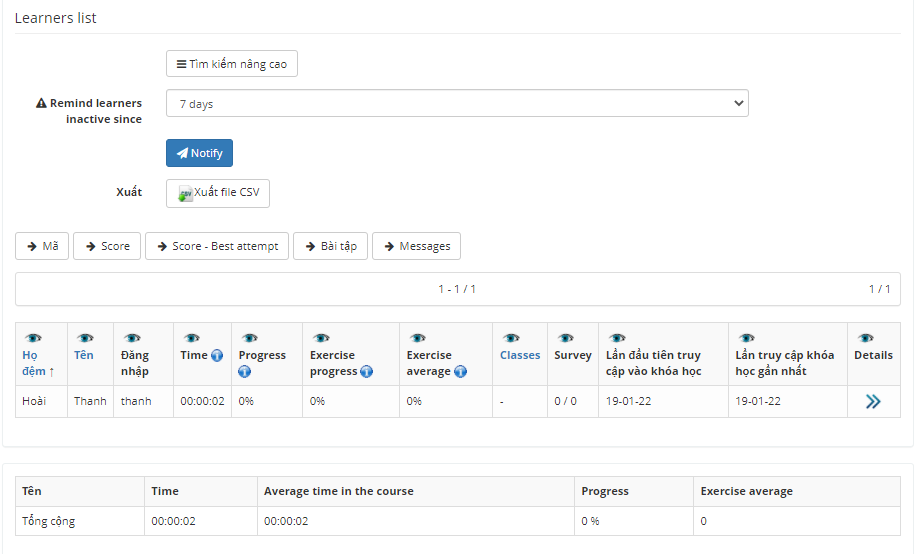 Learners list
Tìm kiếm nâng cao
Remind learners
inactive since
7 days
Notify
Xuất
Xuất file CSV
Mã
Score
Score - Best attempt
Bài tập
Messages
1 - 1 / 1
1 / 1
Họ đệm ↑ Tên Đăng nhập Time Progress Exercise progress Exercise average Classes Survey Lần đầu tiên truy cập vào khóa học Lần truy cập khóa học gần nhất Details
Hoài Thanh thanh 00:00:02 0% 0% 0% - 0 / 0 19-01-22 19-01-22
Tên Time Average time in the course Progress Exercise average
Tổng cộng 00:00:02 00:00:02 0 % 0